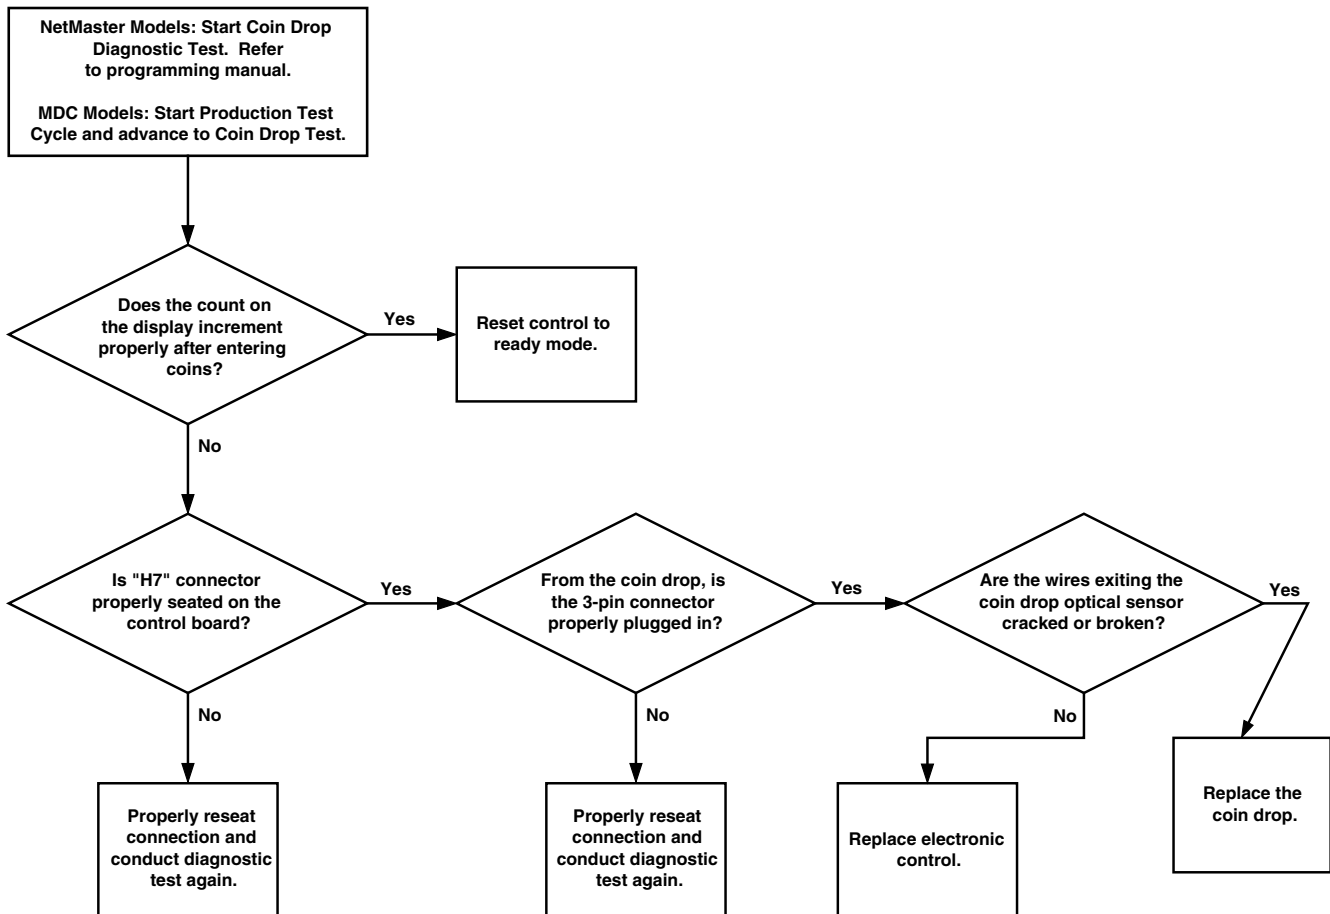 NetMaster Models: Start Coin Drop
Diagnostic Test.  Refer
to programming manual.
MDC Models: Start Production Test
Cycle and advance to Coin Drop Test.
Does the count on
the display increment
properly after entering
coins?
Yes
Reset control to
ready mode.
No
Is "H7" connector
properly seated on the
control board?
Yes
From the coin drop, is
the 3-pin connector
properly plugged in?
Yes
Are the wires exiting the
coin drop optical sensor
cracked or broken?
Yes
No
No
No
Properly reseat
connection and
conduct diagnostic
test again.
Properly reseat
connection and
conduct diagnostic
test again.
Replace electronic
control.
Replace the
coin drop.